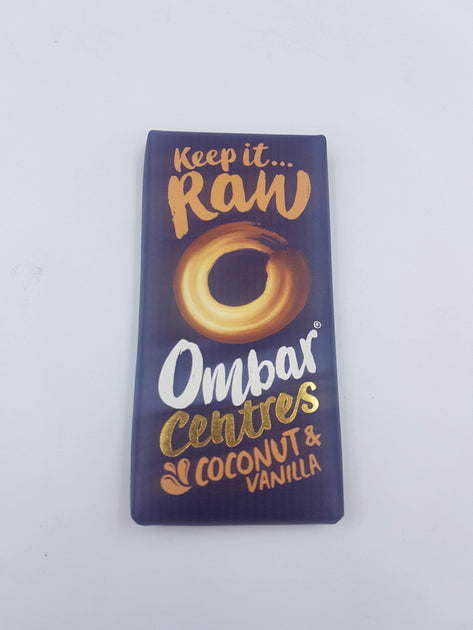 Keep it...
Raw
Ombar®
Centres
COCONUT &
VANILLA